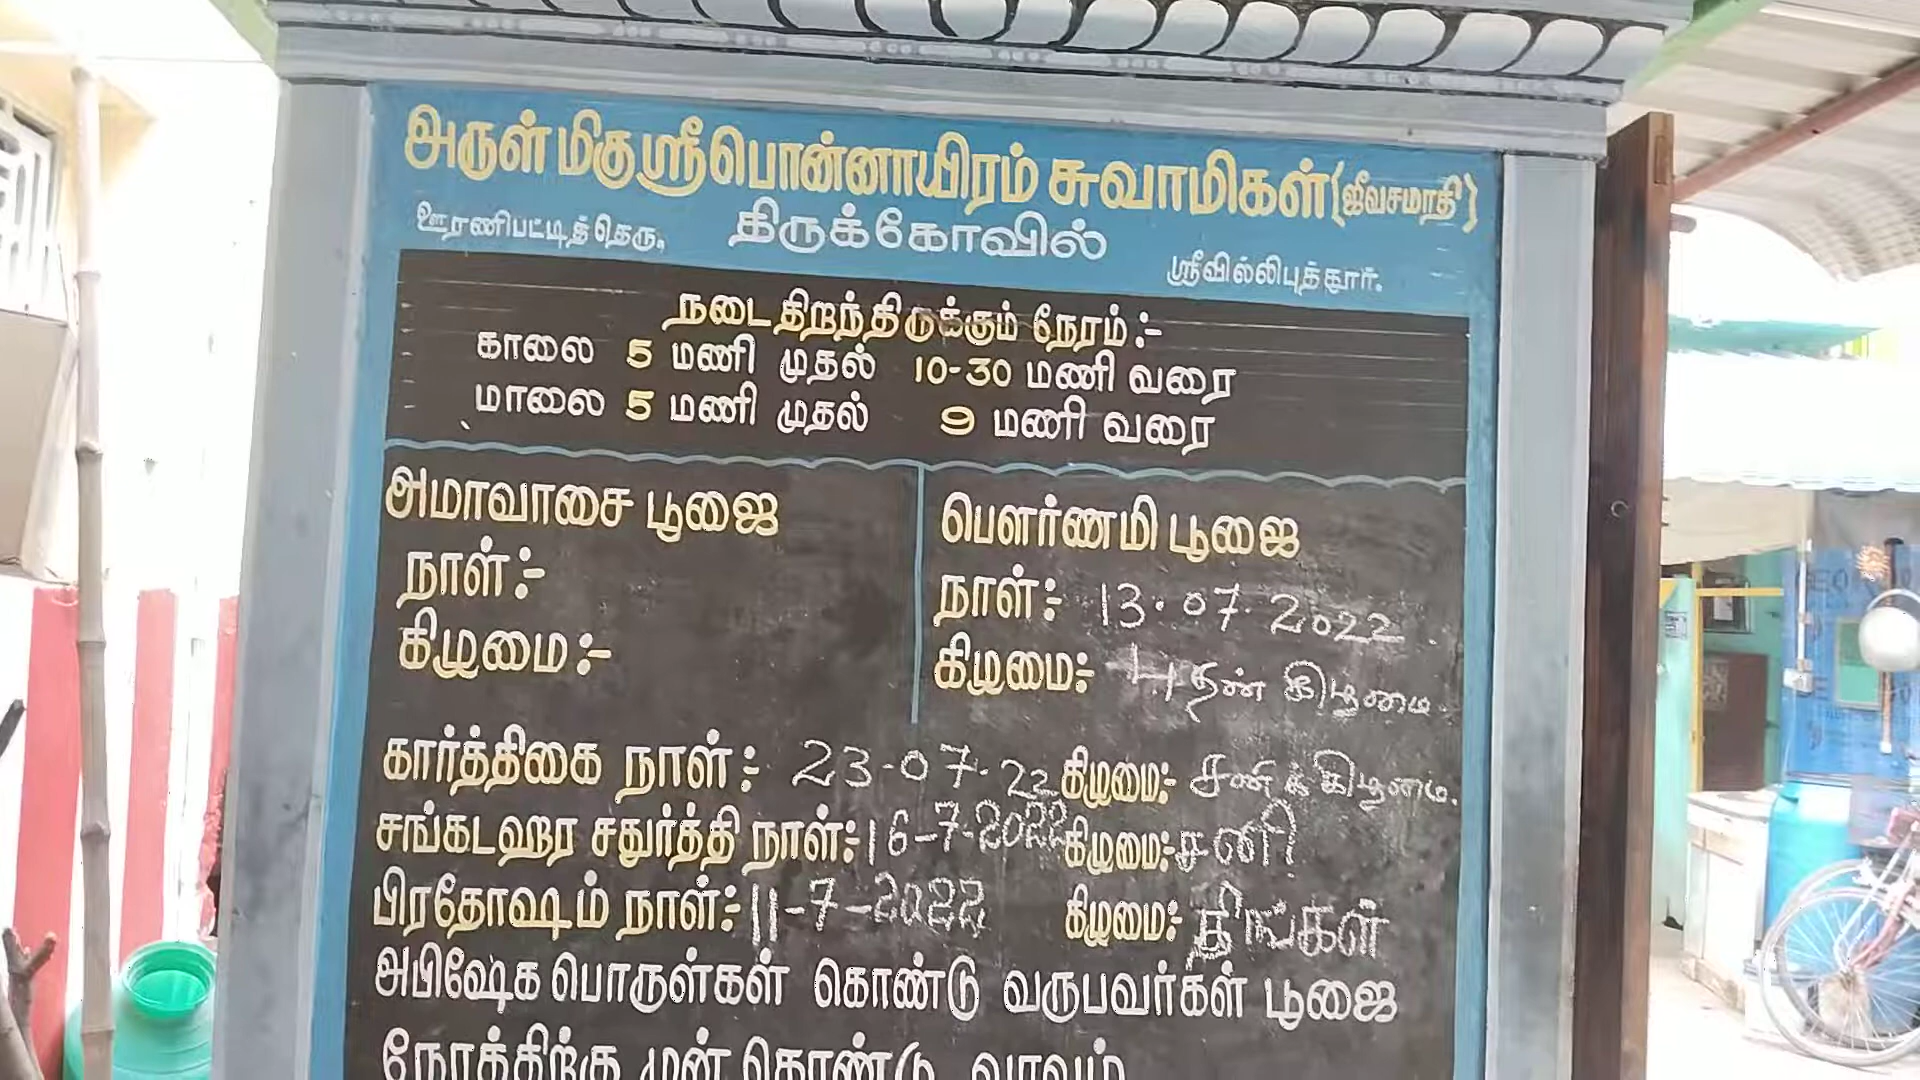 அருள்மிகு ஸ்ரீ பொன்னாயிரம் சுவாமிகள் (ஜீவசமாதி)
திருக்கோவில்
ஊரணிபட்டித்தெரு, ஸ்ரீவில்லிபுத்தூர்.
நடைதிறந்திருக்கும் நேரம் :-
காலை 5 மணி முதல் 10-30 மணி வரை
மாலை 5 மணி முதல் 9 மணி வரை
அமாவாசை பூஜை
நாள் :-
கிழமை :-
பௌர்ணமி பூஜை
நாள் :- 13.07.2022
கிழமை :- புதன் கிழமை.
கார்த்திகை நாள் :- 23-07-22 கிழமை :- சனிக்கிழமை.
சங்கடஹர சதுர்த்தி நாள் :- 16-7-2022 கிழமை :- சனி
பிரதோஷம் நாள் :- 11-7-2022 கிழமை :- திங்கள்
அபிஷேக பொருள்கள் கொண்டு வருபவர்கள் பூஜை
நேரத்திற்கு முன் கொண்டு வரவும்